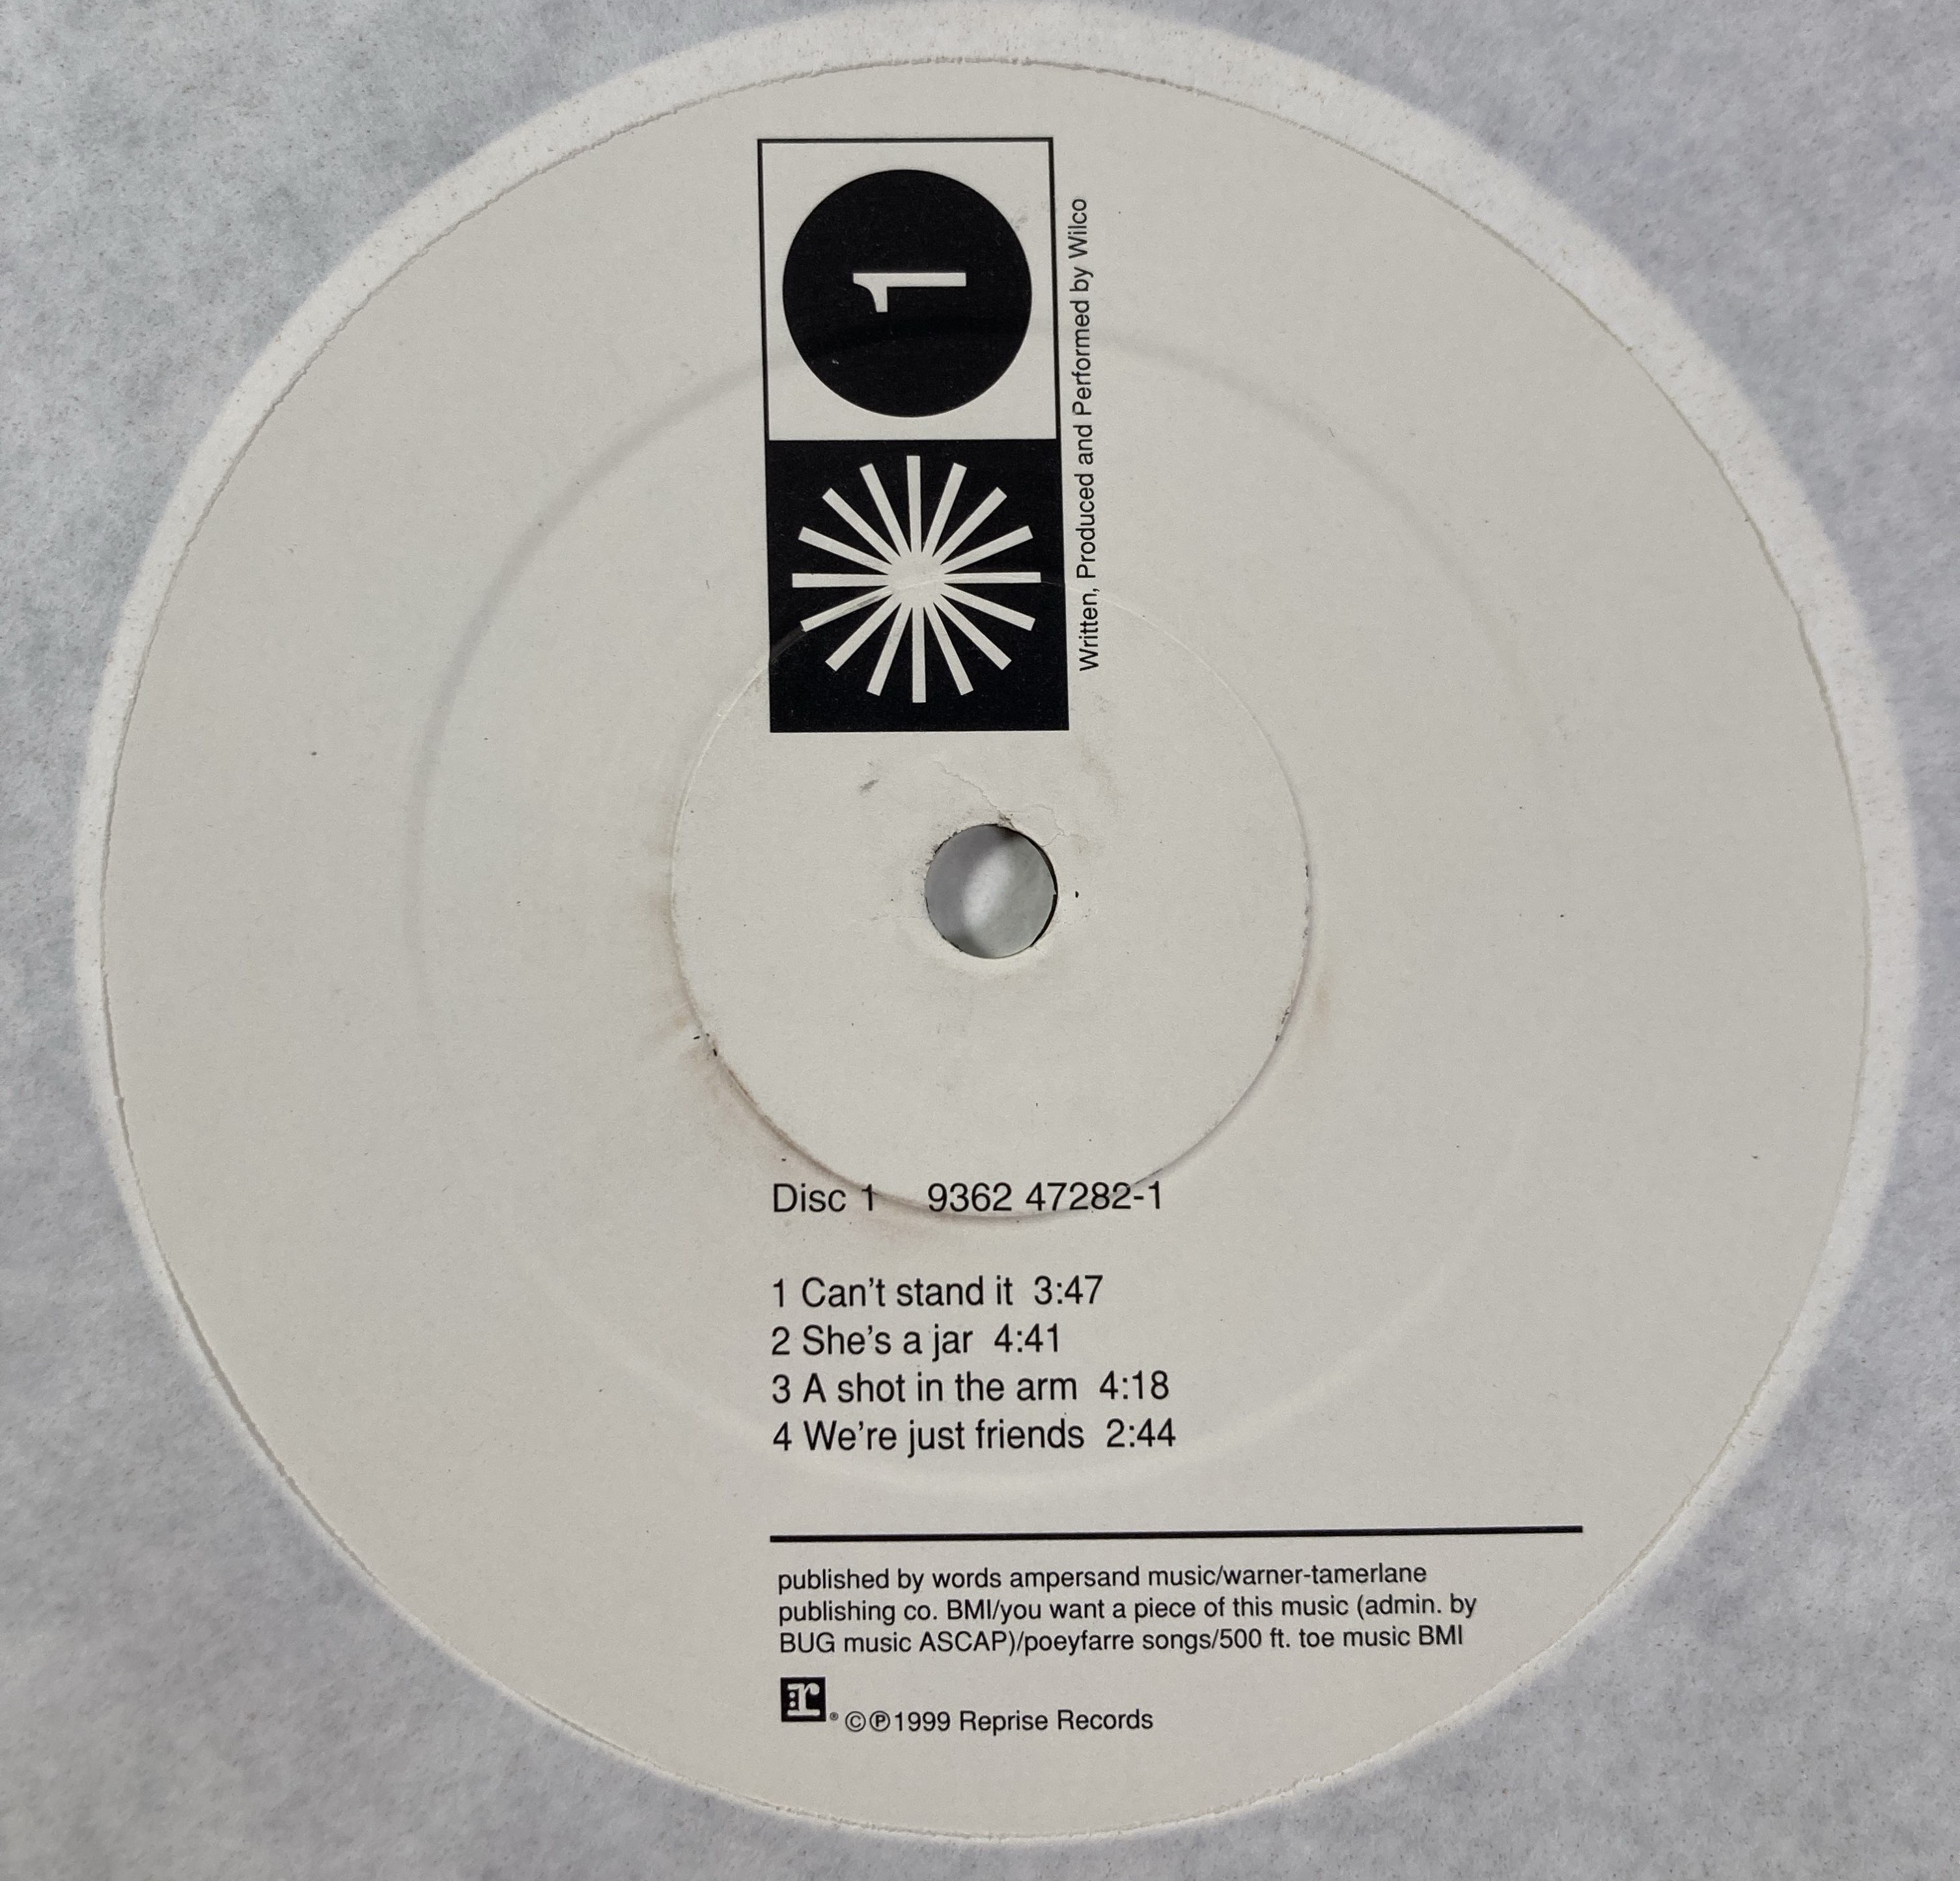 1
Written, Produced and Performed by Wilco
Disc 1 9362 47282-1
1 Can’t stand it 3:47
2 She’s a jar 4:41
3 A shot in the arm 4:18
4 We’re just friends 2:44
published by words ampersand music/warner-tamerlane
publishing co. BMI/you want a piece of this music (admin. by
BUG music ASCAP)/poeyfarre songs/500 ft. toe music BMI
:r ® ©℗1999 Reprise Records